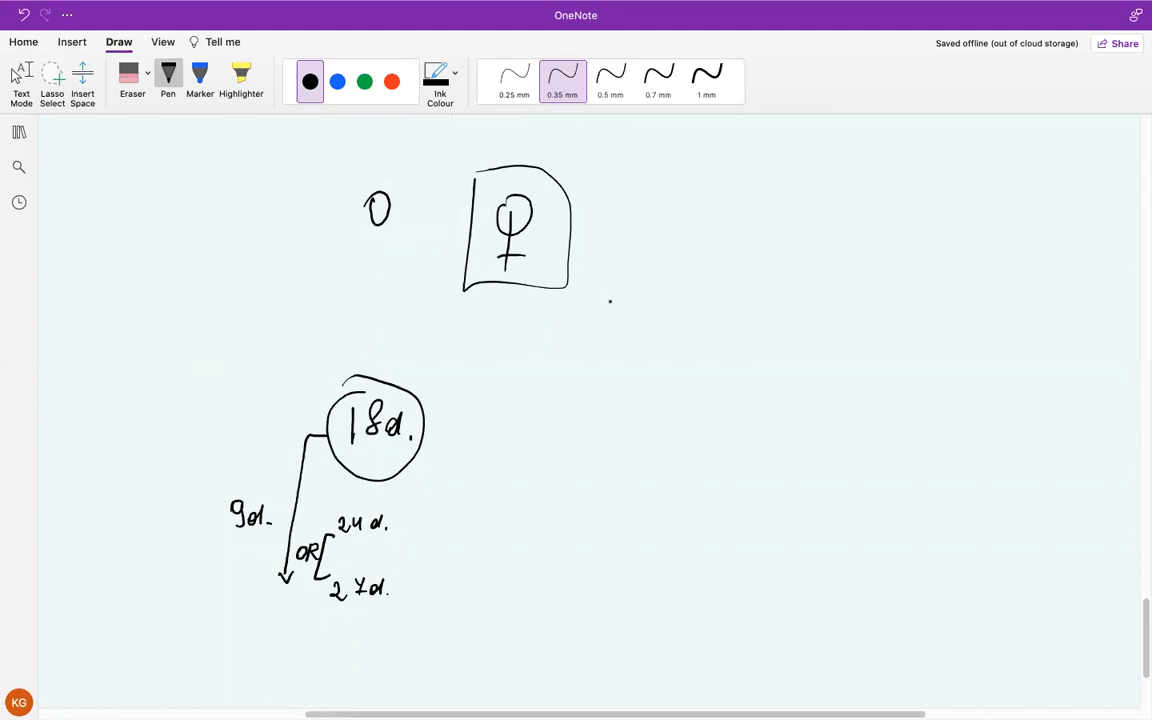 OneNote
Home Insert Draw View Tell me
Saved offline (out of cloud storage) Share
Text Mode
Lasso Select
Insert Space
Eraser
Pen
Marker
Highlighter
Ink Colour
0.25 mm
0.35 mm
0.5 mm
0.7 mm
1 mm
0 ♀
18d.
9d.
OR
24 d.
27d.
KG